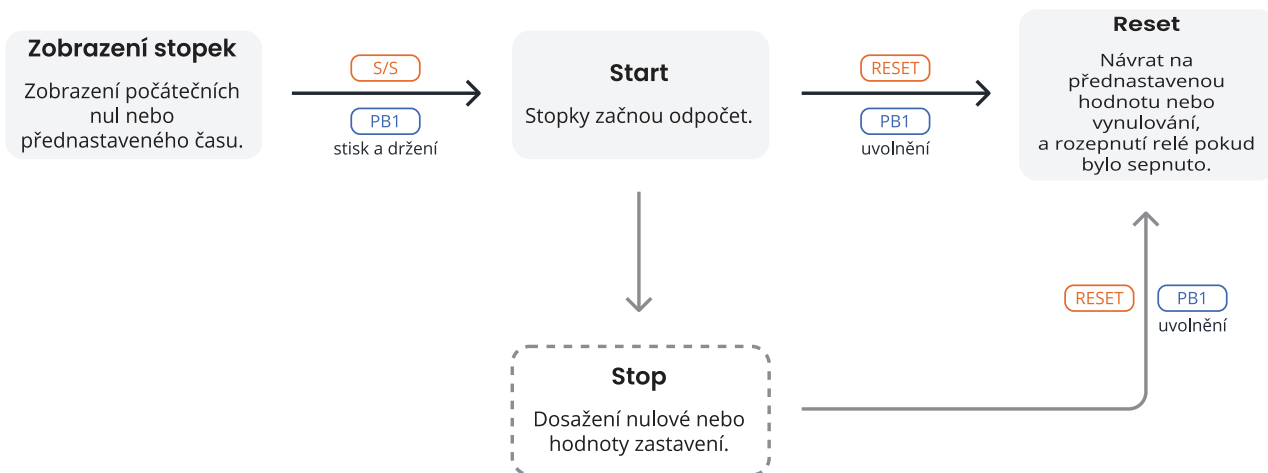 Zobrazení stopek
Zobrazení počátečních
nul nebo
přednastaveného času.
S/S
PB1
stisk a držení
Start
Stopky začnou odpočet.
RESET
PB1
uvolnění
Reset
Návrat na
přednastavenou
hodnotu nebo
vynulování,
a rozepnutí relé pokud
bylo sepnuto.
RESET
PB1
uvolnění
Stop
Dosažení nulové nebo
hodnoty zastavení.